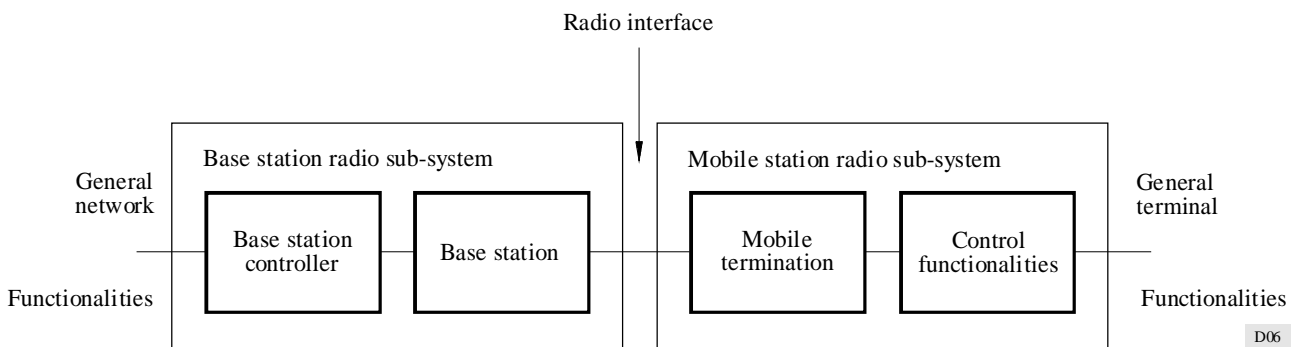 Radio interface
Base station radio sub-system
Mobile station radio sub-system
General
network
General
terminal
Base station
controller
Base station
Mobile
termination
Control
functionalities
Functionalities
Functionalities
D06